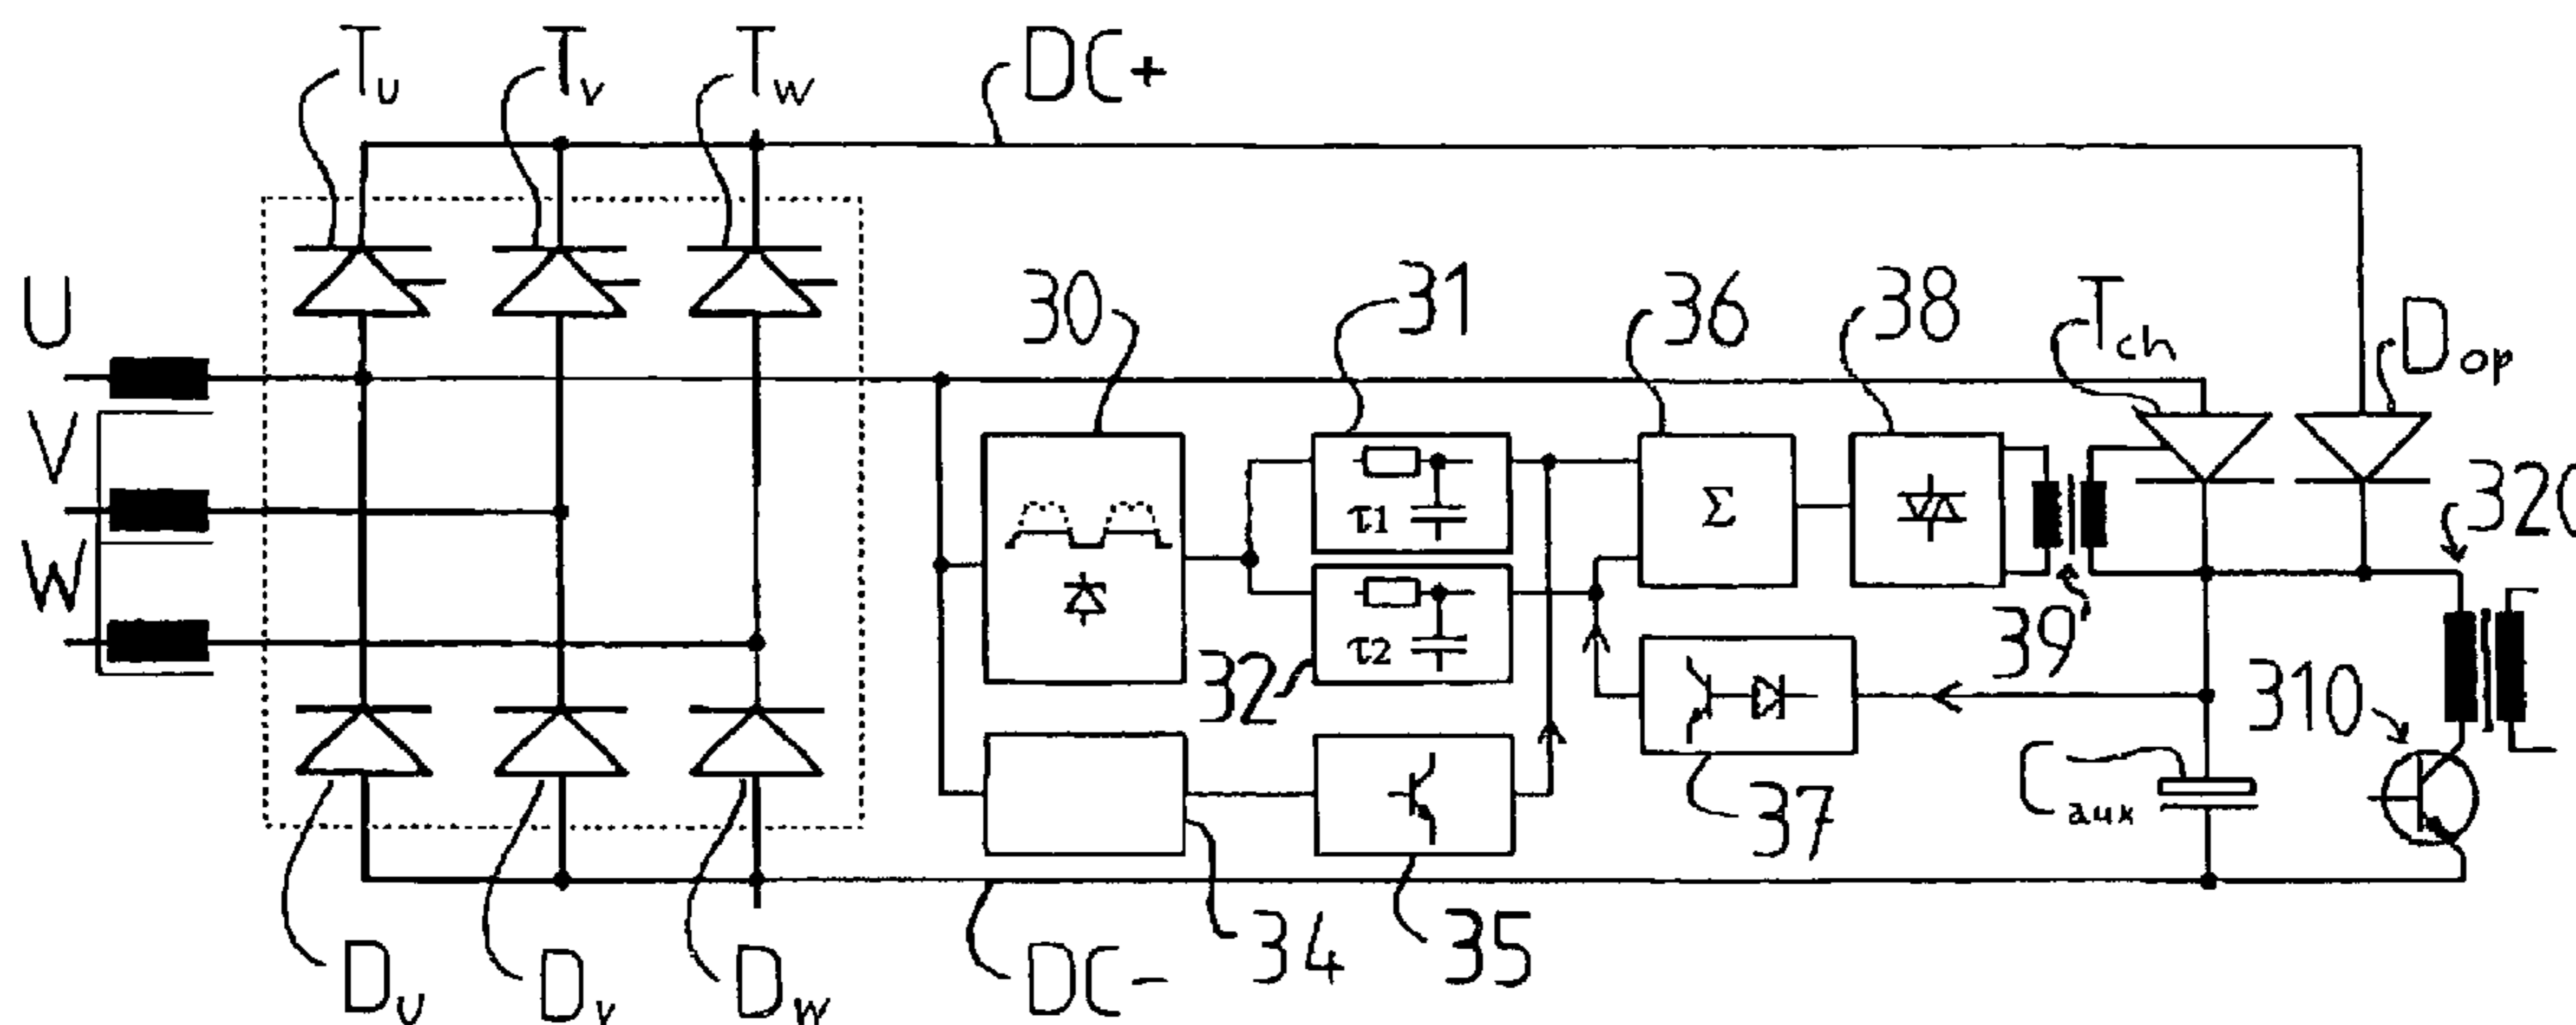 Tu
Tv
Tw
DC+
U
V
W
30
31
36
38
Tch
Dop
τ1
τ2
Σ
320
32
39
37
310
Caux
34
35
Du
Dv
Dw
DC-